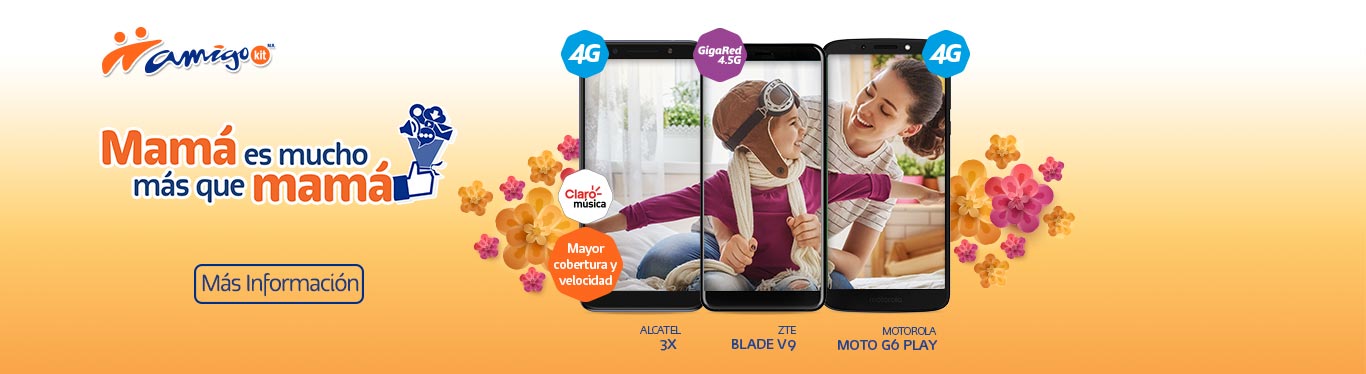 amigo kit M.R.
Mamá es mucho
más que mamá
Más Información
4G
GigaRed
4.5G
4G
Claro
música
Mayor
cobertura y
velocidad
motorola
ALCATEL
3X
ZTE
BLADE V9
MOTOROLA
MOTO G6 PLAY